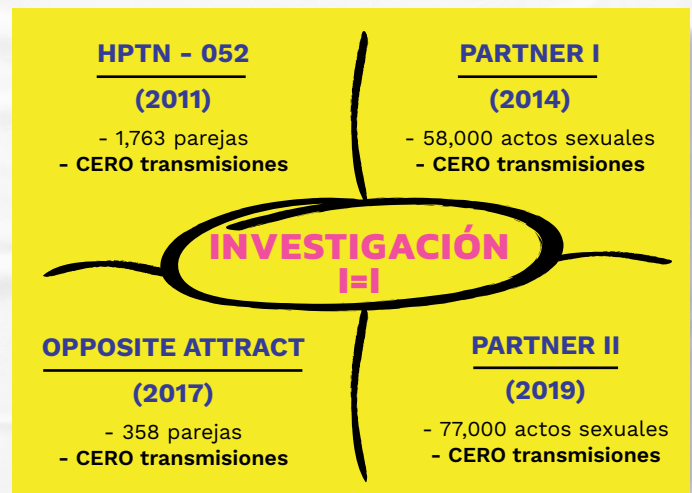 HPTN - 052
(2011)
- 1,763 parejas
- CERO transmisiones
PARTNER I
(2014)
- 58,000 actos sexuales
- CERO transmisiones
INVESTIGACIÓN
I=I
OPPOSITE ATTRACT
(2017)
- 358 parejas
- CERO transmisiones
PARTNER II
(2019)
- 77,000 actos sexuales
- CERO transmisiones